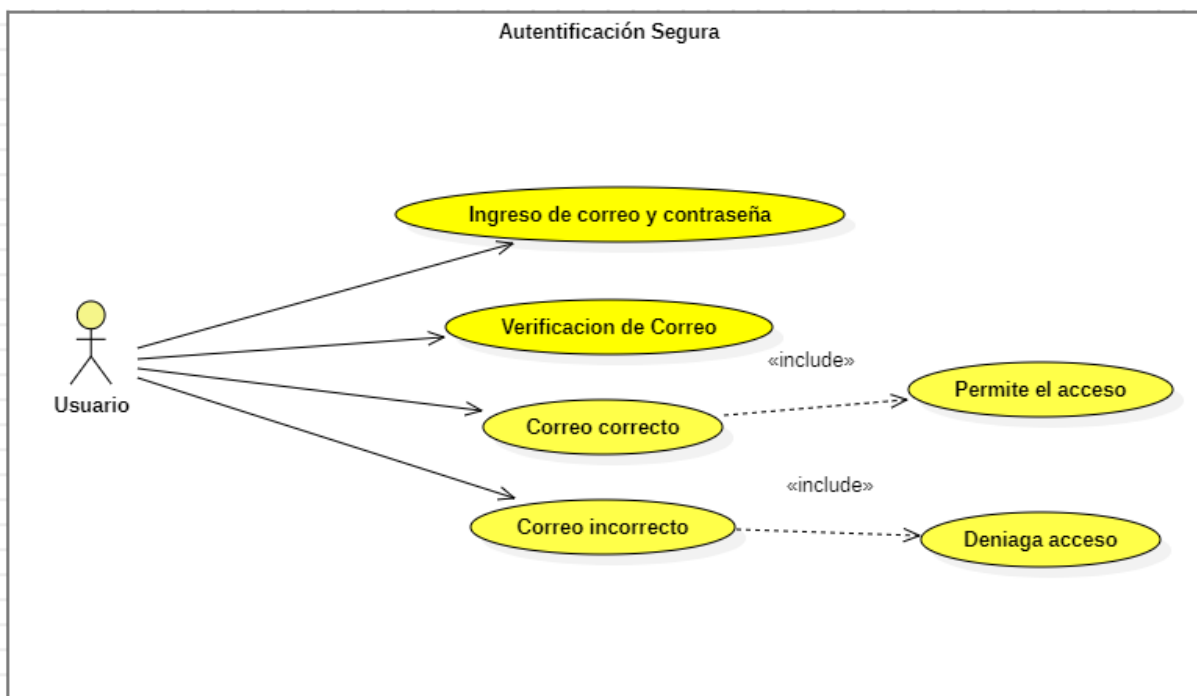 Autentificación Segura
Ingreso de correo y contraseña
Verificacion de Correo
«include»
Permite el acceso
Usuario
Correo correcto
«include»
Correo incorrecto
Deniaga acceso